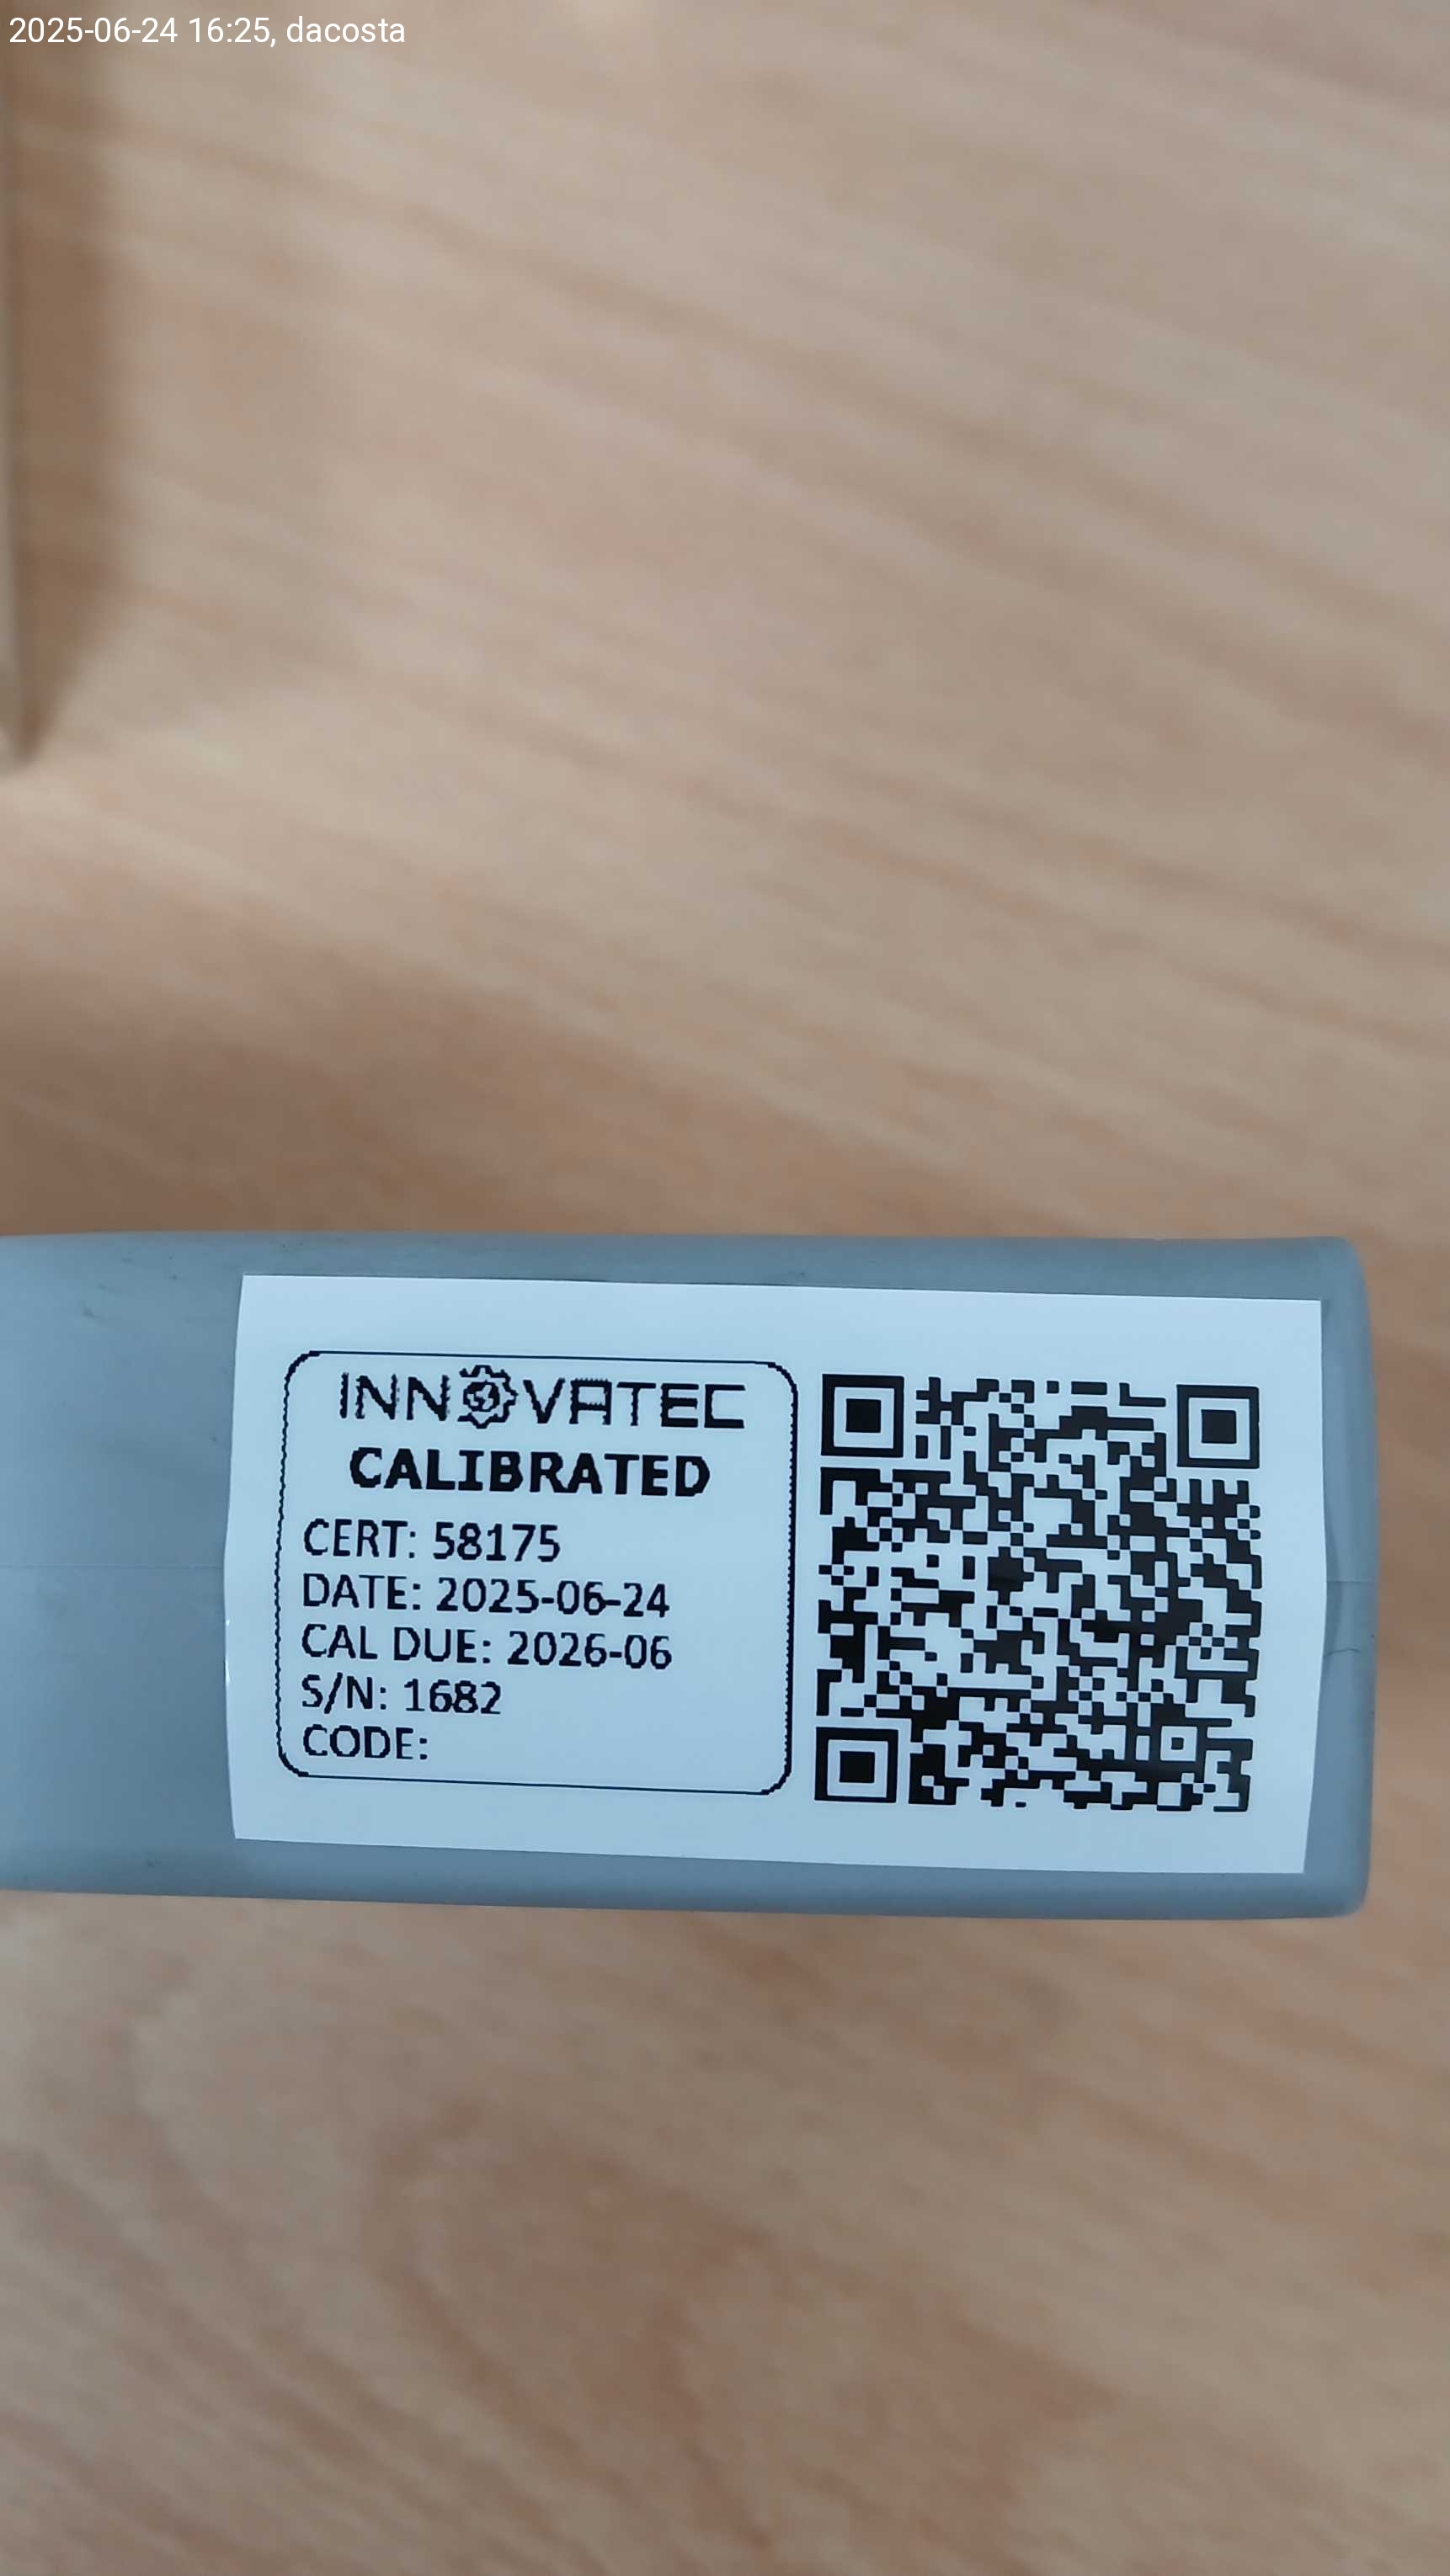 2025-06-24 16:25, dacosta
INNOVATEC
CALIBRATED
CERT: 58175
DATE: 2025-06-24
CAL DUE: 2026-06
S/N: 1682
CODE: